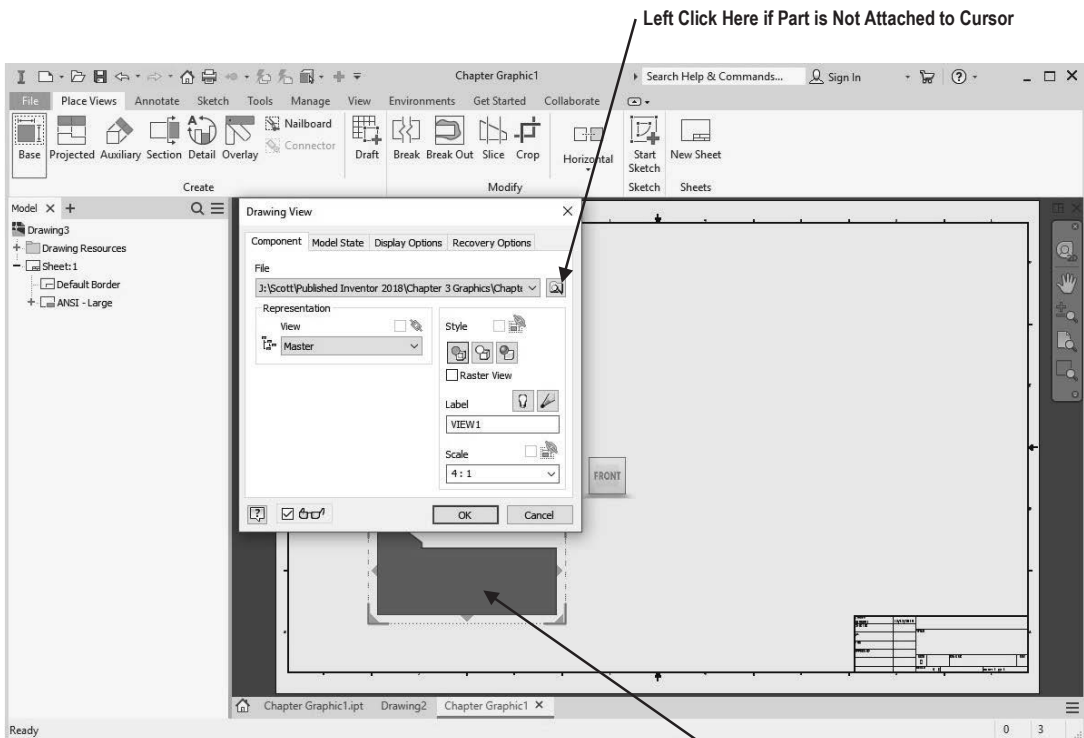 Left Click Here if Part is Not Attached to Cursor
Chapter Graphic1
Search Help & Commands...
Sign In
File Place Views Annotate Sketch Tools Manage View Environments Get Started Collaborate
Nailboard
Connector
Base Projected Auxiliary Section Detail Overlay
Draft Break Break Out Slice Crop
Horizontal
Start
Sketch
New Sheet
Create Modify Sketch Sheets
Model
Drawing3
Drawing Resources
Sheet:1
Default Border
ANSI - Large
Drawing View
Component Model State Display Options Recovery Options
File
J:\Scott\Published Inventor 2018\Chapter 3 Graphics\Chapt
Representation
View
Master
Style
Raster View
Label
VIEW1
Scale
4 : 1
OK Cancel
FRONT
Chapter Graphic1.ipt Drawing2 Chapter Graphic1
Ready
0 3